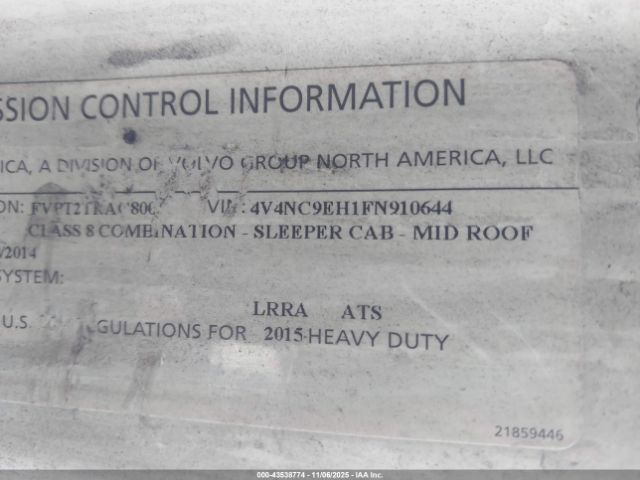 SSION CONTROL INFORMATION
ICA, A DIVISION OF VOLVO GROUP NORTH AMERICA, LLC
ON: VIN: 4V4NC9EH1FN910644
CLASS 8 COMBINATION - SLEEPER CAB - MID ROOF
/2014
SYSTEM:
LRRA ATS
U.S. GULATIONS FOR 2015 HEAVY DUTY
21859446
000-43538774 - 11/06/2025 - IAA Inc.